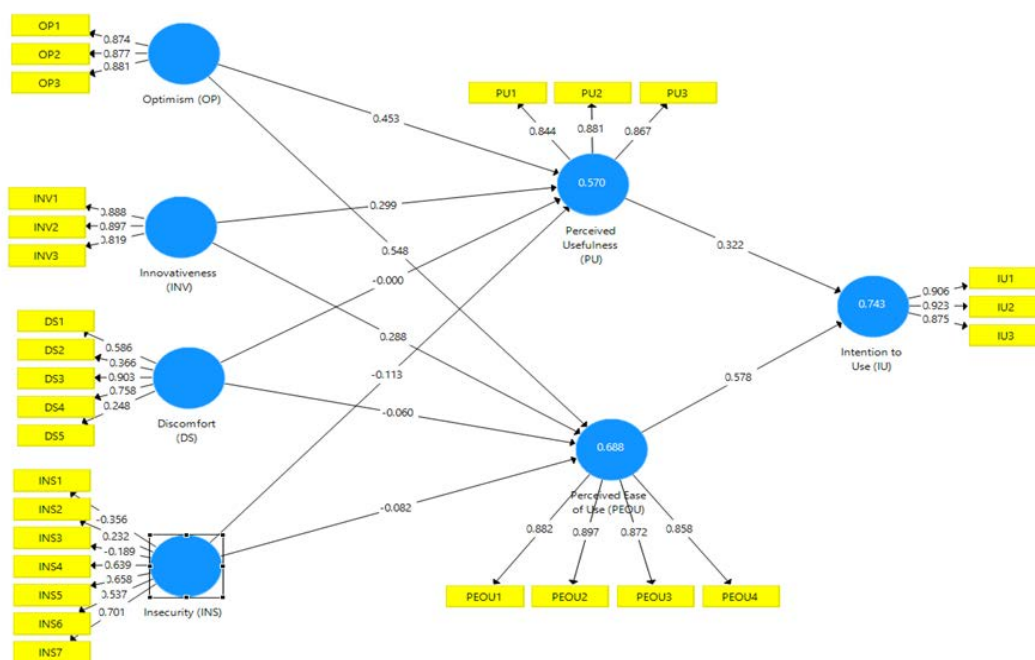 OP1
OP2
OP3
0.874
0.877
0.881
Optimism (OP)
INV1
INV2
INV3
0.888
0.897
0.819
Innovativeness
(INV)
DS1
DS2
DS3
DS4
DS5
0.586
0.366
0.903
0.758
0.248
Discomfort
(DS)
INS1
INS2
INS3
INS4
INS5
INS6
INS7
-0.356
0.232
-0.189
0.639
0.658
0.537
0.701
Insecurity (INS)
0.453
0.299
0.548
-0.000
0.288
-0.113
-0.060
-0.082
PU1
PU2
PU3
0.844
0.881
0.867
0.570
Perceived
Usefulness
(PU)
0.322
0.578
0.688
Perceived Ease
of Use (PEOU)
0.882
0.897
0.872
0.858
PEOU1
PEOU2
PEOU3
PEOU4
0.743
Intention to
Use (IU)
0.906
0.923
0.875
IU1
IU2
IU3